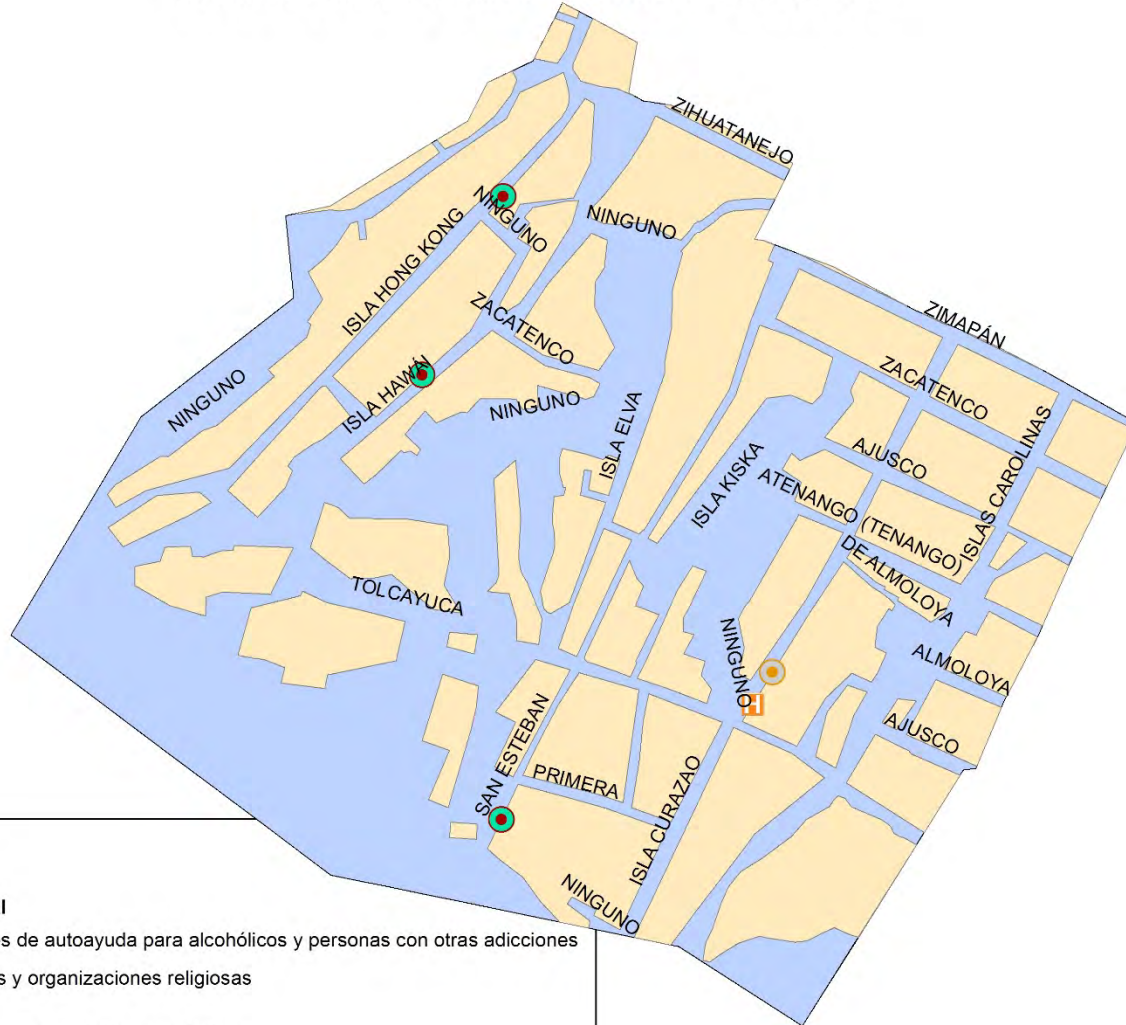 ZIHUATANEJO
NINGUNO
NINGUNO
ISLA HONG KONG
ZIMAPÁN
ZACATENCO
ZACATENCO
ISLA HAWÁI
NINGUNO
NINGUNO
ISLA ELVA
ISLAS CAROLINAS
AJUSCO
ISLA KISKA
ATENANGO (TENANGO)
DE ALMOLOYA
TOLCAYUCA
NINGUNO
ALMOLOYA
H
AJUSCO
SAN ESTEBAN
PRIMERA
ISLA CURAZAO
NINGUNO
de autoayuda para alcohólicos y personas con otras adicciones
y organizaciones religiosas